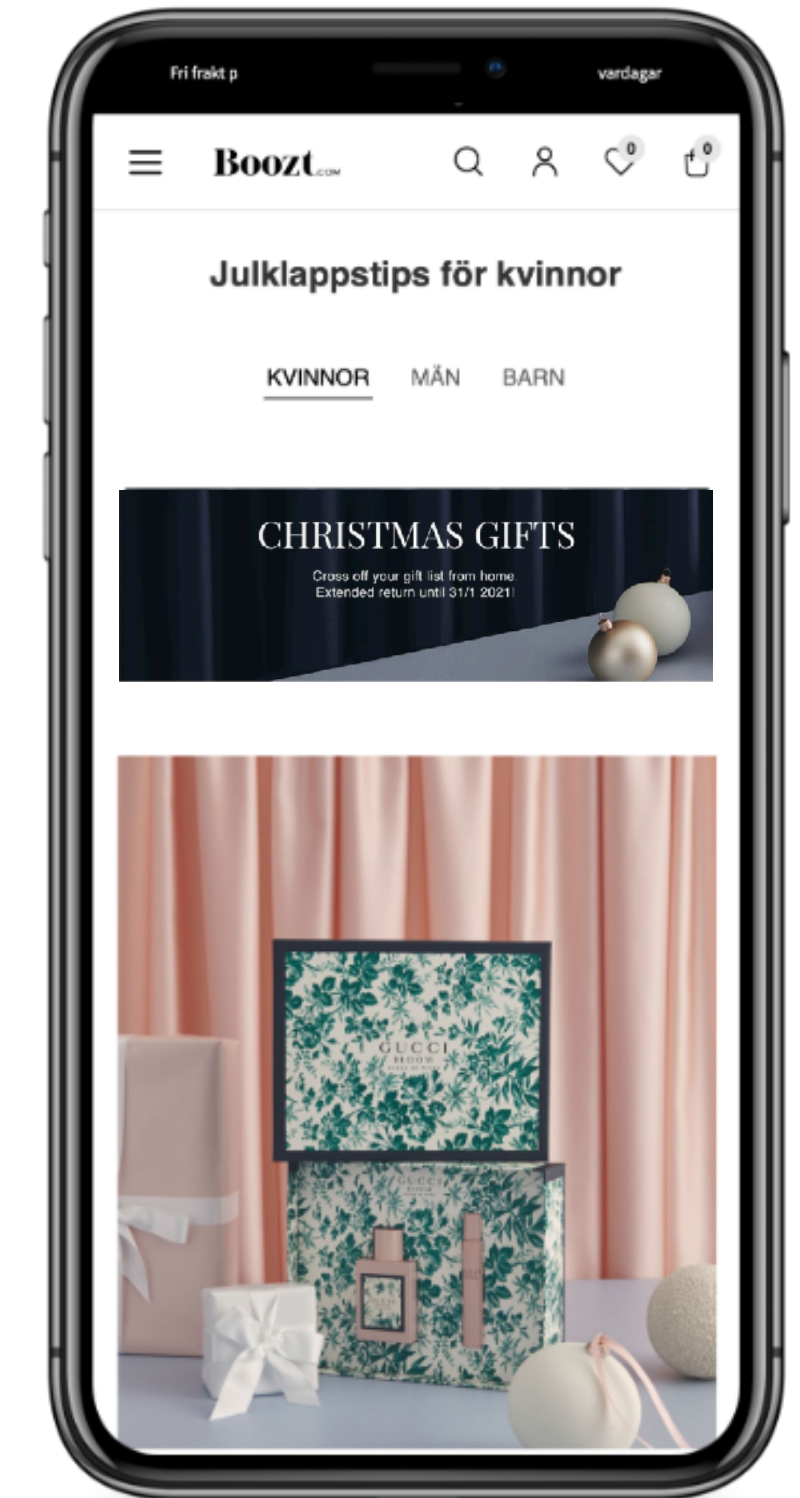 Fri frakt p
vardagar
Boozt.COM
0
0
Julklappstips för kvinnor
KVINNOR MÄN BARN
CHRISTMAS GIFTS
Cross off your gift list from home.
Extended return until 31/1 2021!
GUCCI
BLOOM
GUCCI